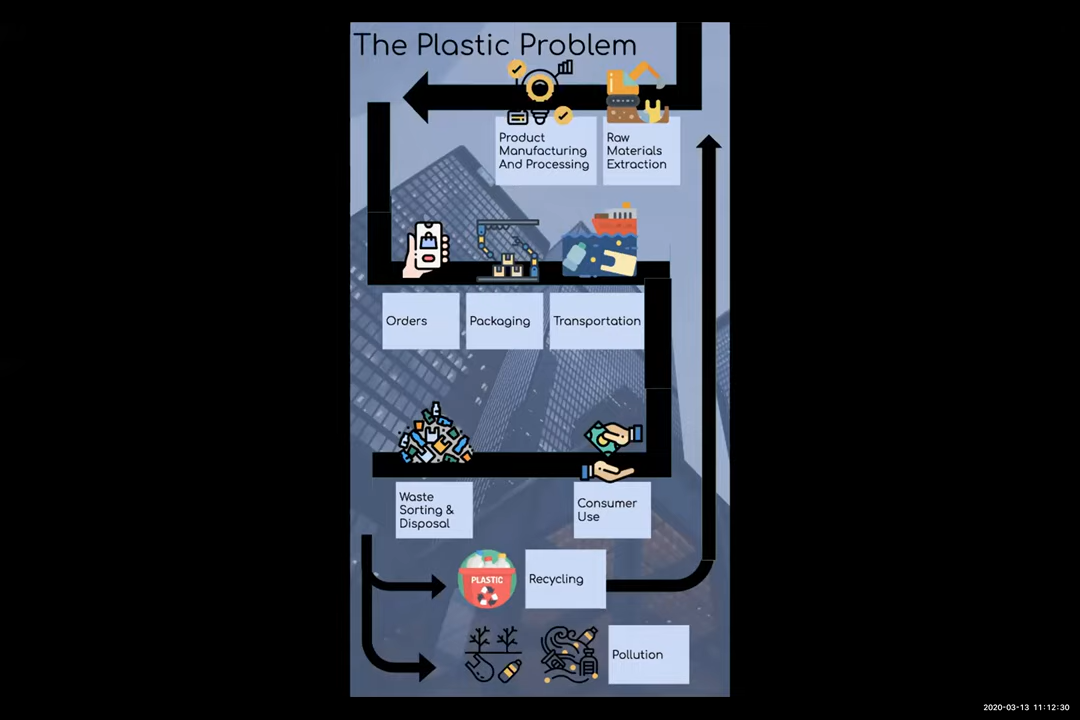 The Plastic Problem
Product
Manufacturing
And Processing
Raw
Materials
Extraction
Orders
Packaging
Transportation
Waste
Sorting &
Disposal
Consumer
Use
PLASTIC
Recycling
Pollution
2020-03-13 11:12:30